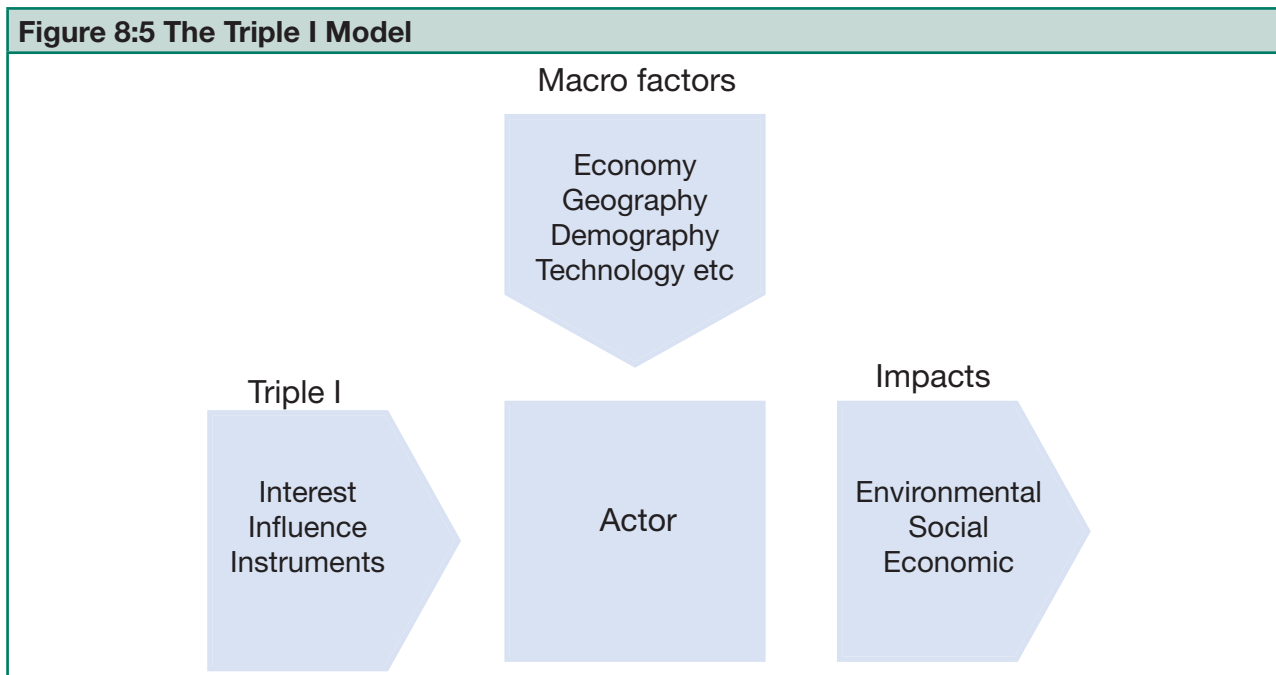 Figure 8:5 The Triple I Model
Macro factors
Economy
Geography
Demography
Technology etc
Triple I
Interest
Influence
Instruments
Actor
Impacts
Environmental
Social
Economic